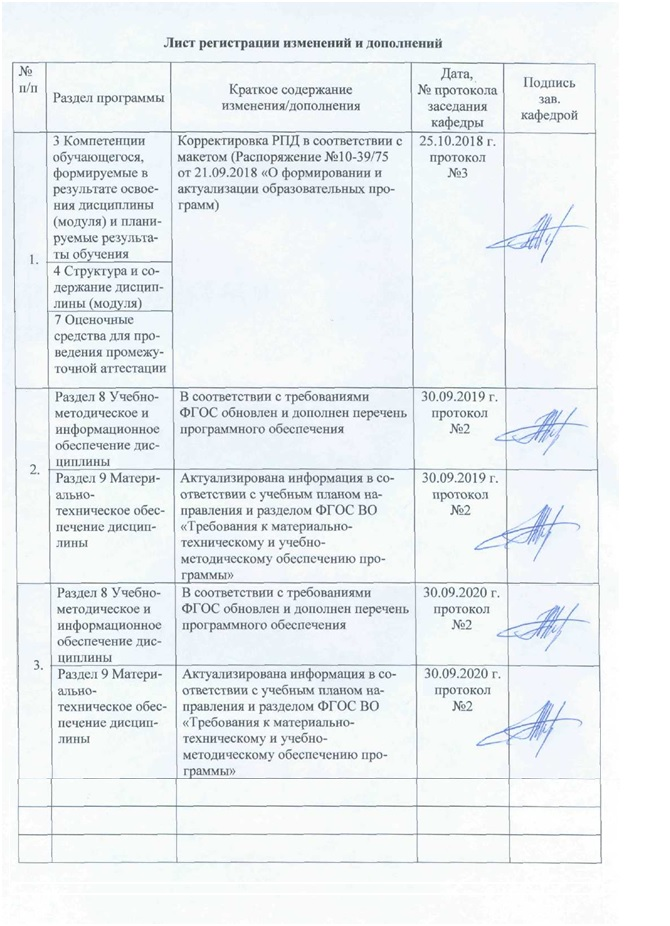 Лист регистрации изменений и дополнений
№
п/п
Раздел программы
Краткое содержание
изменения/дополнения
Дата,
№ протокола
заседания
кафедры
Подпись
зав.
кафедрой
1.
3 Компетенции
обучающегося,
формируемые в
результате освое-
ния дисциплины
(модуля) и плани-
руемые результа-
ты обучения
4 Структура и со-
держание дисцип-
лины (модуля)
7 Оценочные
средства для про-
ведения промежу-
точной аттестации
Корректировка РПД в соответствии с
макетом (Распоряжение №10-39/75
от 21.09.2018 «О формировании и
актуализации образовательных про-
грамм)
25.10.2018 г.
протокол
№3
2.
Раздел 8 Учебно-
методическое и
информационное
обеспечение дис-
циплины
В соответствии с требованиями
ФГОС обновлен и дополнен перечень
программного обеспечения
30.09.2019 г.
протокол
№2
Раздел 9 Матери-
ально-
техническое обес-
печение дисцип-
лины
Актуализирована информация в со-
ответствии с учебным планом на-
правления и разделом ФГОС ВО
«Требования к материально-
техническому и учебно-
методическому обеспечению про-
граммы»
30.09.2019 г.
протокол
№2
3.
Раздел 8 Учебно-
методическое и
информационное
обеспечение дис-
циплины
В соответствии с требованиями
ФГОС обновлен и дополнен перечень
программного обеспечения
30.09.2020 г.
протокол
№2
Раздел 9 Матери-
ально-
техническое обес-
печение дисцип-
лины
Актуализирована информация в со-
ответствии с учебным планом на-
правления и разделом ФГОС ВО
«Требования к материально-
техническому и учебно-
методическому обеспечению про-
граммы»
30.09.2020 г.
протокол
№2